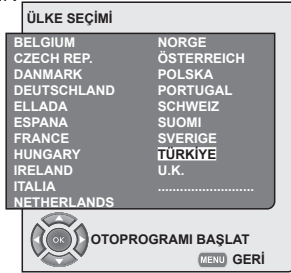 ÜLKE SEÇİMİ
BELGIUM
CZECH REP.
DANMARK
DEUTSCHLAND
ELLADA
ESPANA
FRANCE
HUNGARY
IRELAND
ITALIA
NETHERLANDS
NORGE
ÖSTERREICH
POLSKA
PORTUGAL
SCHWEIZ
SUOMI
SVERIGE
TÜRKİYE
U.K.
..........................
OK OTOPROGRAMI BAŞLAT
MENU GERİ